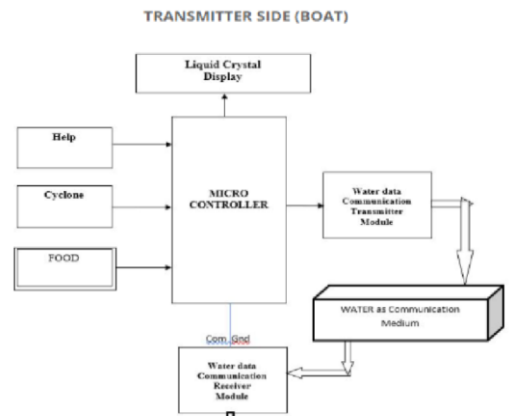 TRANSMITTER SIDE (BOAT)
Liquid Crystal
Display
Help
Cyclone
FOOD
MICRO
CONTROLLER
Water data
Communication
Transmitter
Module
WATER as Communication
Medium
Com Gnd
Water data
Communication
Receiver
Module